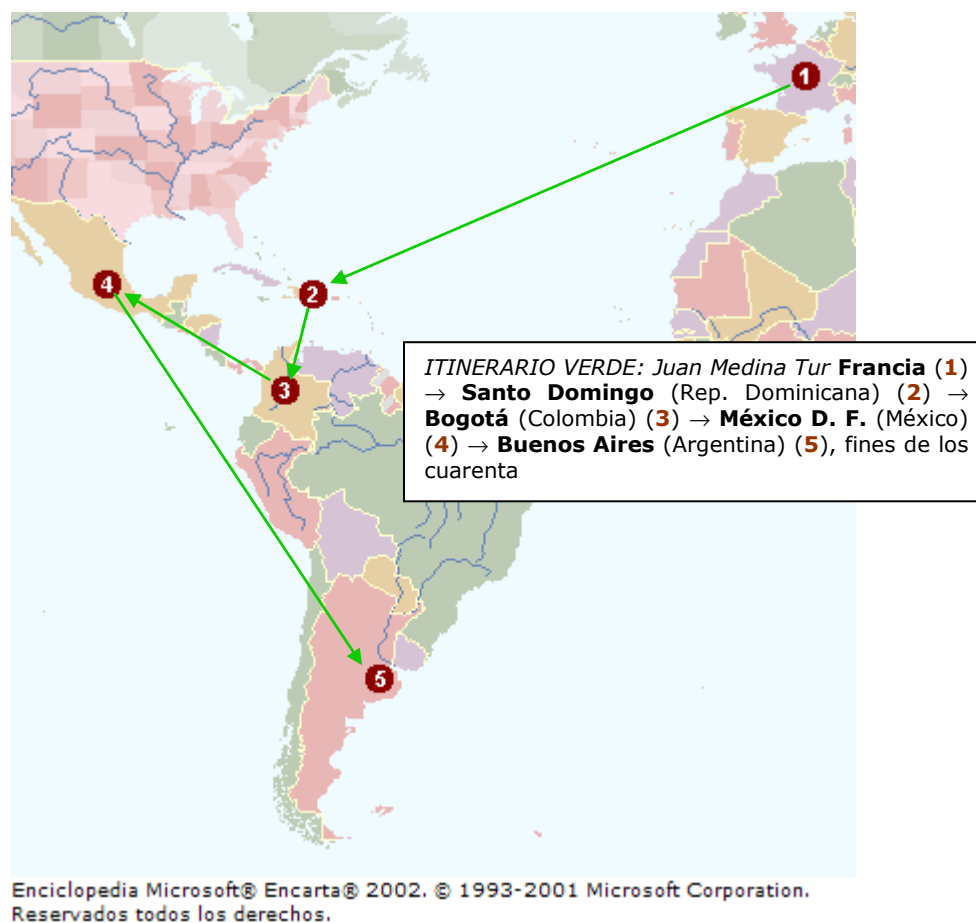 1
2
3
4
5
ITINERARIO VERDE: Juan Medina Tur Francia (1)
→ Santo Domingo (Rep. Dominicana) (2) →
Bogotá (Colombia) (3) → México D. F. (México)
(4) → Buenos Aires (Argentina) (5), fines de los
cuarenta
Enciclopedia Microsoft® Encarta® 2002. © 1993-2001 Microsoft Corporation.
Reservados todos los derechos.